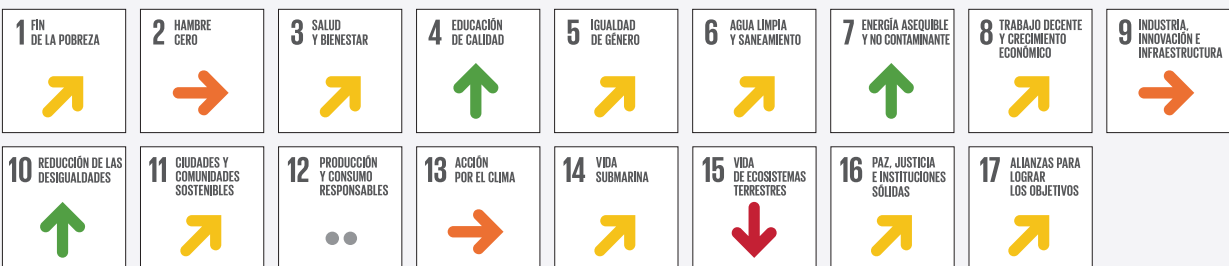 1 FIN
DE LA POBREZA
2 HAMBRE
CERO
3 SALUD
Y BIENESTAR
4 EDUCACIÓN
DE CALIDAD
5 IGUALDAD
DE GÉNERO
6 AGUA LIMPIA
Y SANEAMIENTO
7 ENERGÍA ASEQUIBLE
Y NO CONTAMINANTE
8 TRABAJO DECENTE
Y CRECIMIENTO
ECONÓMICO
9 INDUSTRIA,
INNOVACIÓN E
INFRAESTRUCTURA
10 REDUCCIÓN DE LAS
DESIGUALDADES
11 CIUDADES Y
COMUNIDADES
SOSTENIBLES
12 PRODUCCIÓN
Y CONSUMO
RESPONSABLES
13 ACCIÓN
POR EL CLIMA
14 VIDA
SUBMARINA
15 VIDA
DE ECOSISTEMAS
TERRESTRES
16 PAZ, JUSTICIA
E INSTITUCIONES
SÓLIDAS
17 ALIANZAS PARA
LOGRAR
LOS OBJETIVOS